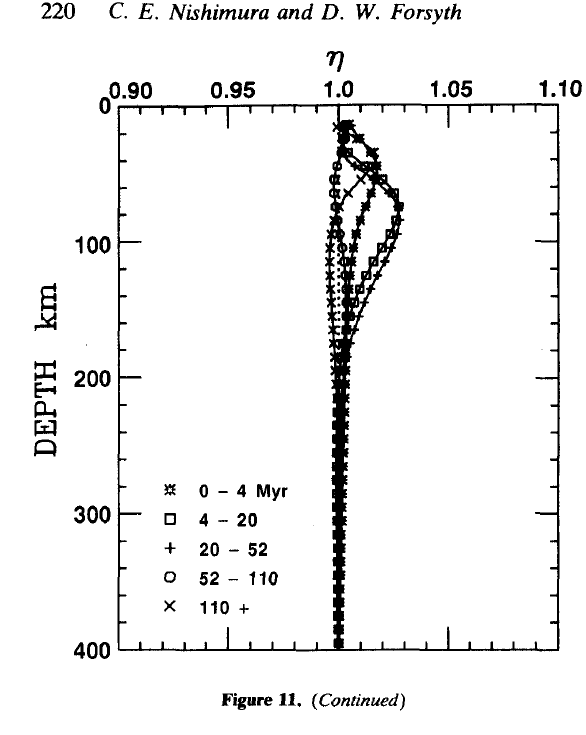 220 C. E. Nishimura and D. W. Forsyth
η
0.90 0.95 1.0 1.05 1.10
0
100
200
300
400
DEPTH km
0 – 4 Myr
4 – 20
20 – 52
52 – 110
110 +
Figure 11. (Continued)